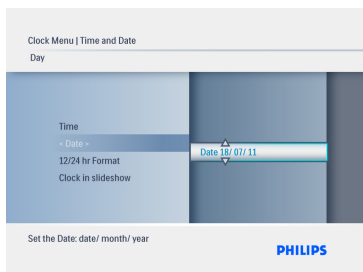 Clock Menu | Time and Date
Day
Time
< Date >
Date 18/ 07/ 11
12/24 hr Format
Clock in slideshow
Set the Date: date/ month/ year
PHILIPS